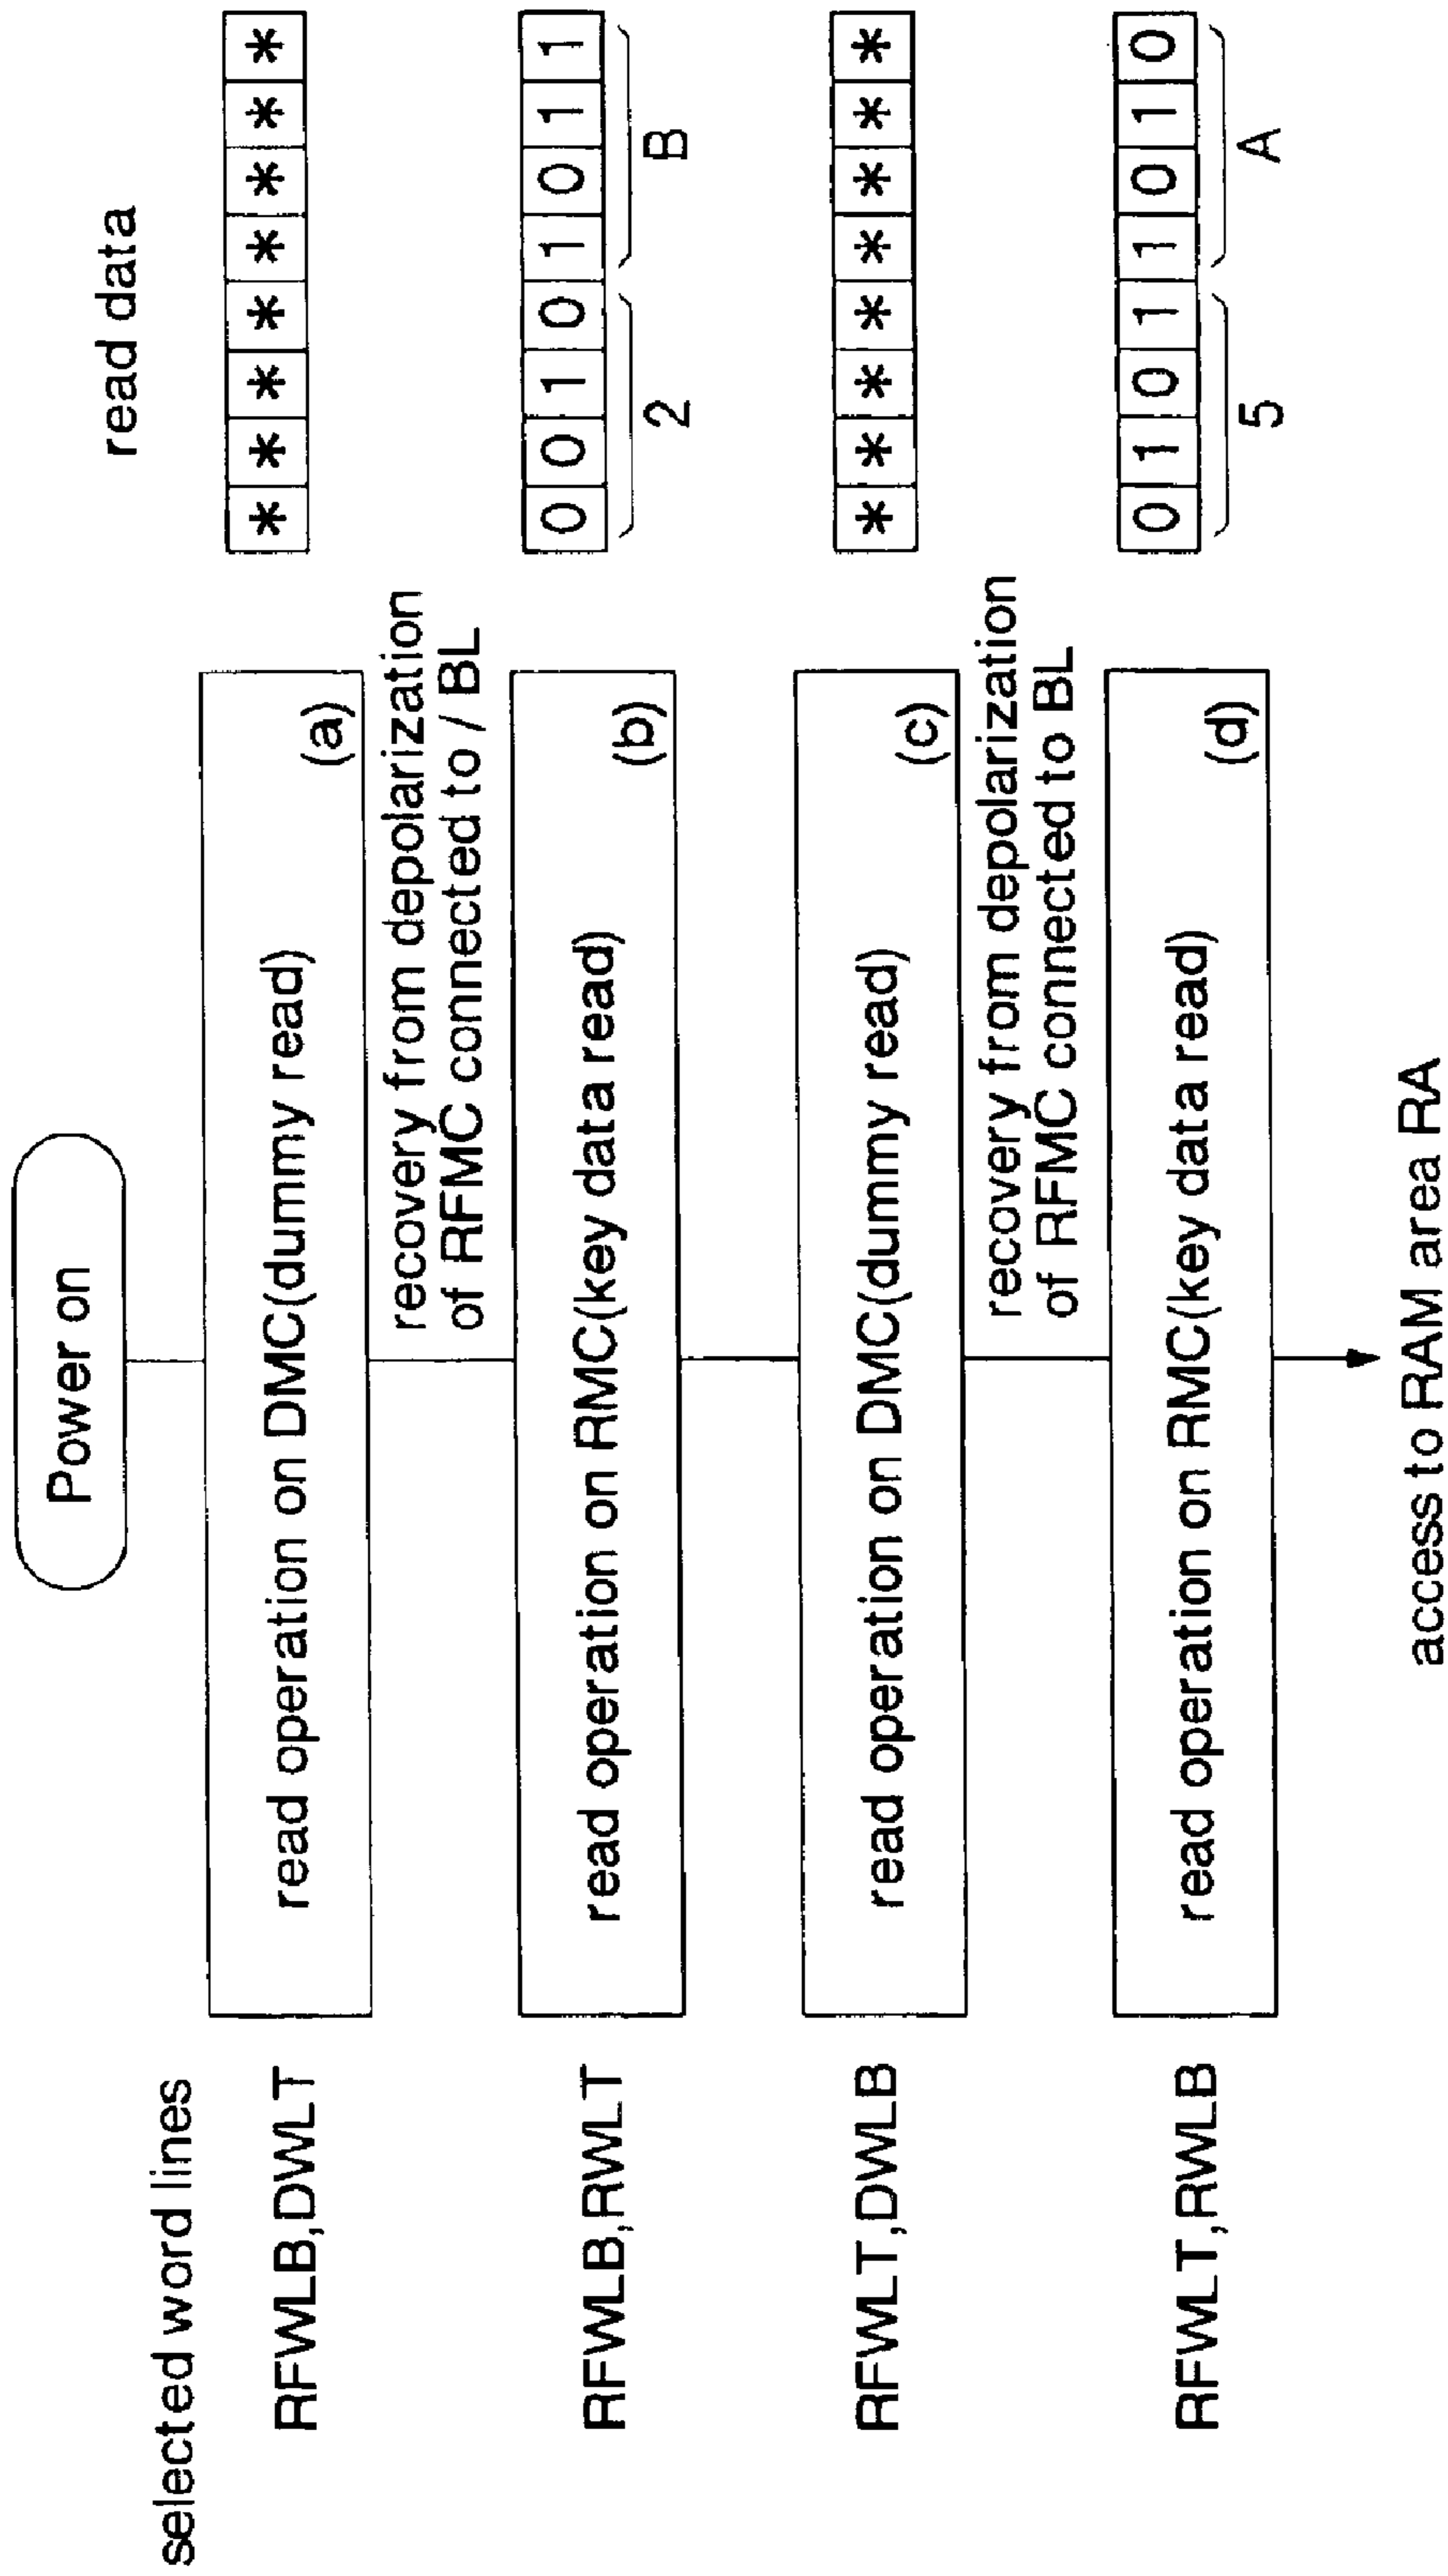 Power on
selected word lines
read data
RFWLB,DWLT
read operation on DMC(dummy read)
(a)
* * * * * * * *
recovery from depolarization
of RFMC connected to / BL
RFWLB,RWLT
read operation on RMC(key data read)
(b)
0 0 1 0 1 0 1 1
2 B
RFWLT,DWLB
read operation on DMC(dummy read)
(c)
* * * * * * * *
recovery from depolarization
of RFMC connected to BL
RFWLT,RWLB
read operation on RMC(key data read)
(d)
0 1 0 1 1 0 1 0
5 A
access to RAM area RA